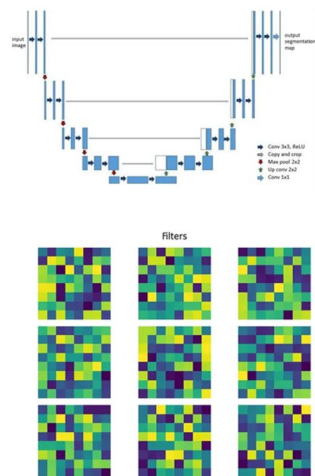 input
image
output
segmentation
map
Conv 3x3, ReLU
Copy and crop
Max pool 2x2
Up conv 2x2
Conv 1x1
Filters